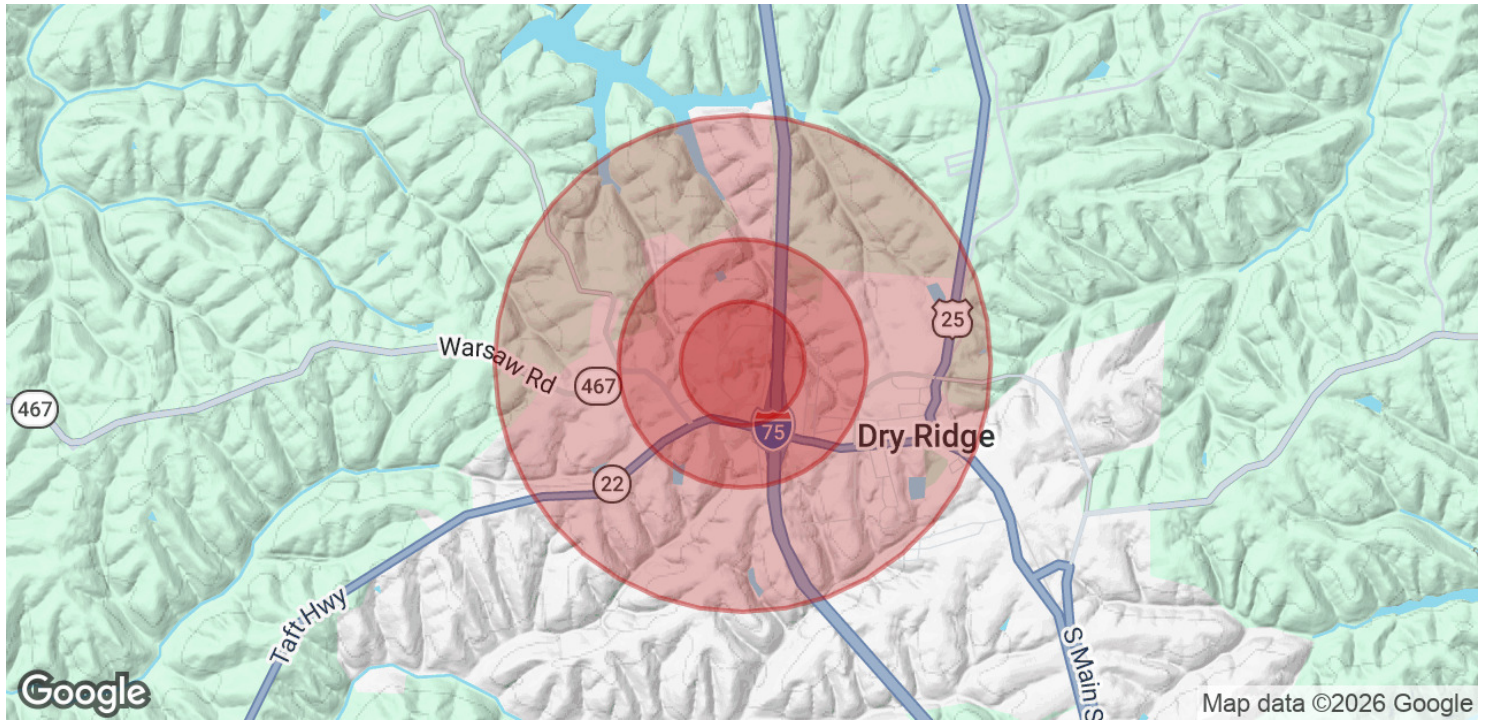 25
Warsaw Rd
467
467
75
Dry Ridge
22
Taft Hwy
S Main S
Google
Map data ©2026 Google